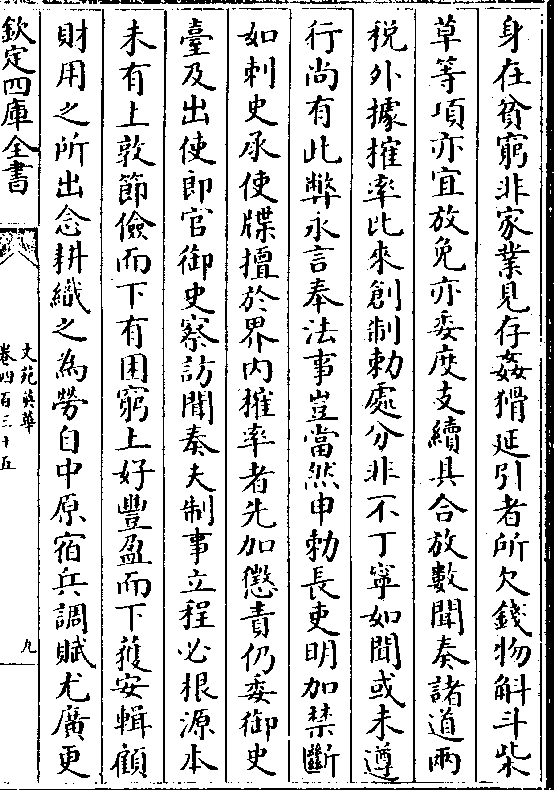 身在貧窮非家業見存姦猾延引者所欠錢物斛斗柴
草等項亦宜放免亦委度支續具合放數聞奏諸道兩
税外據搉率比來創制勅處分非不丁寧如聞或未遵
行尚有此弊永言奉法事豈當然申勅長吏明加禁斷
如刺史承使牒擅於界内搉率者先加懲責仍委御史
臺及出使郎官御史察訪聞奏夫制事立程必根源本
未有上敦節儉而下有困窮上好豐盈而下獲安輯顧
財用之所出念耕織之為勞自中原宿兵調賦尤廣更
欽定四庫全書
文苑英華
卷四百三十五
九